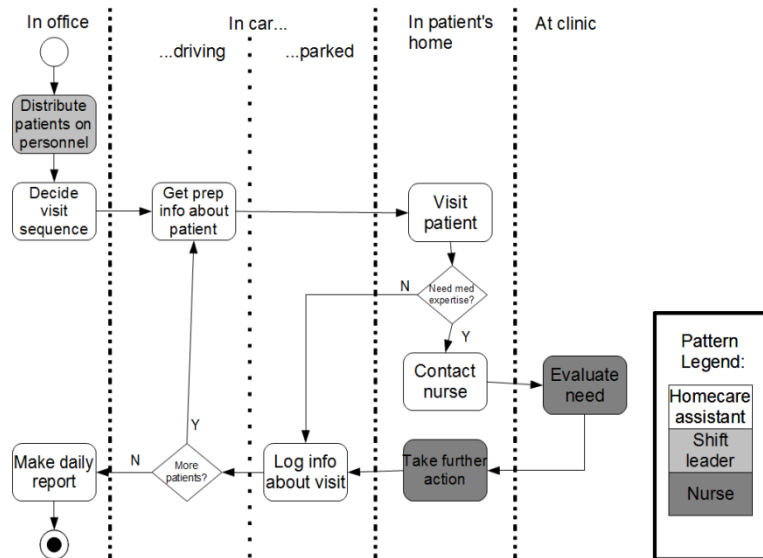 In office
In car...
In patient's
home
At clinic
...driving
...parked
Distribute
patients on
personnel
Decide
visit
sequence
Get prep
info about
patient
Visit
patient
Need med
expertise?
N
Y
Contact
nurse
Evaluate
need
Y
Make daily
report
N
More
patients?
Log info
about visit
Take further
action
Pattern
Legend:
Homecare
assistant
Shift
leader
Nurse